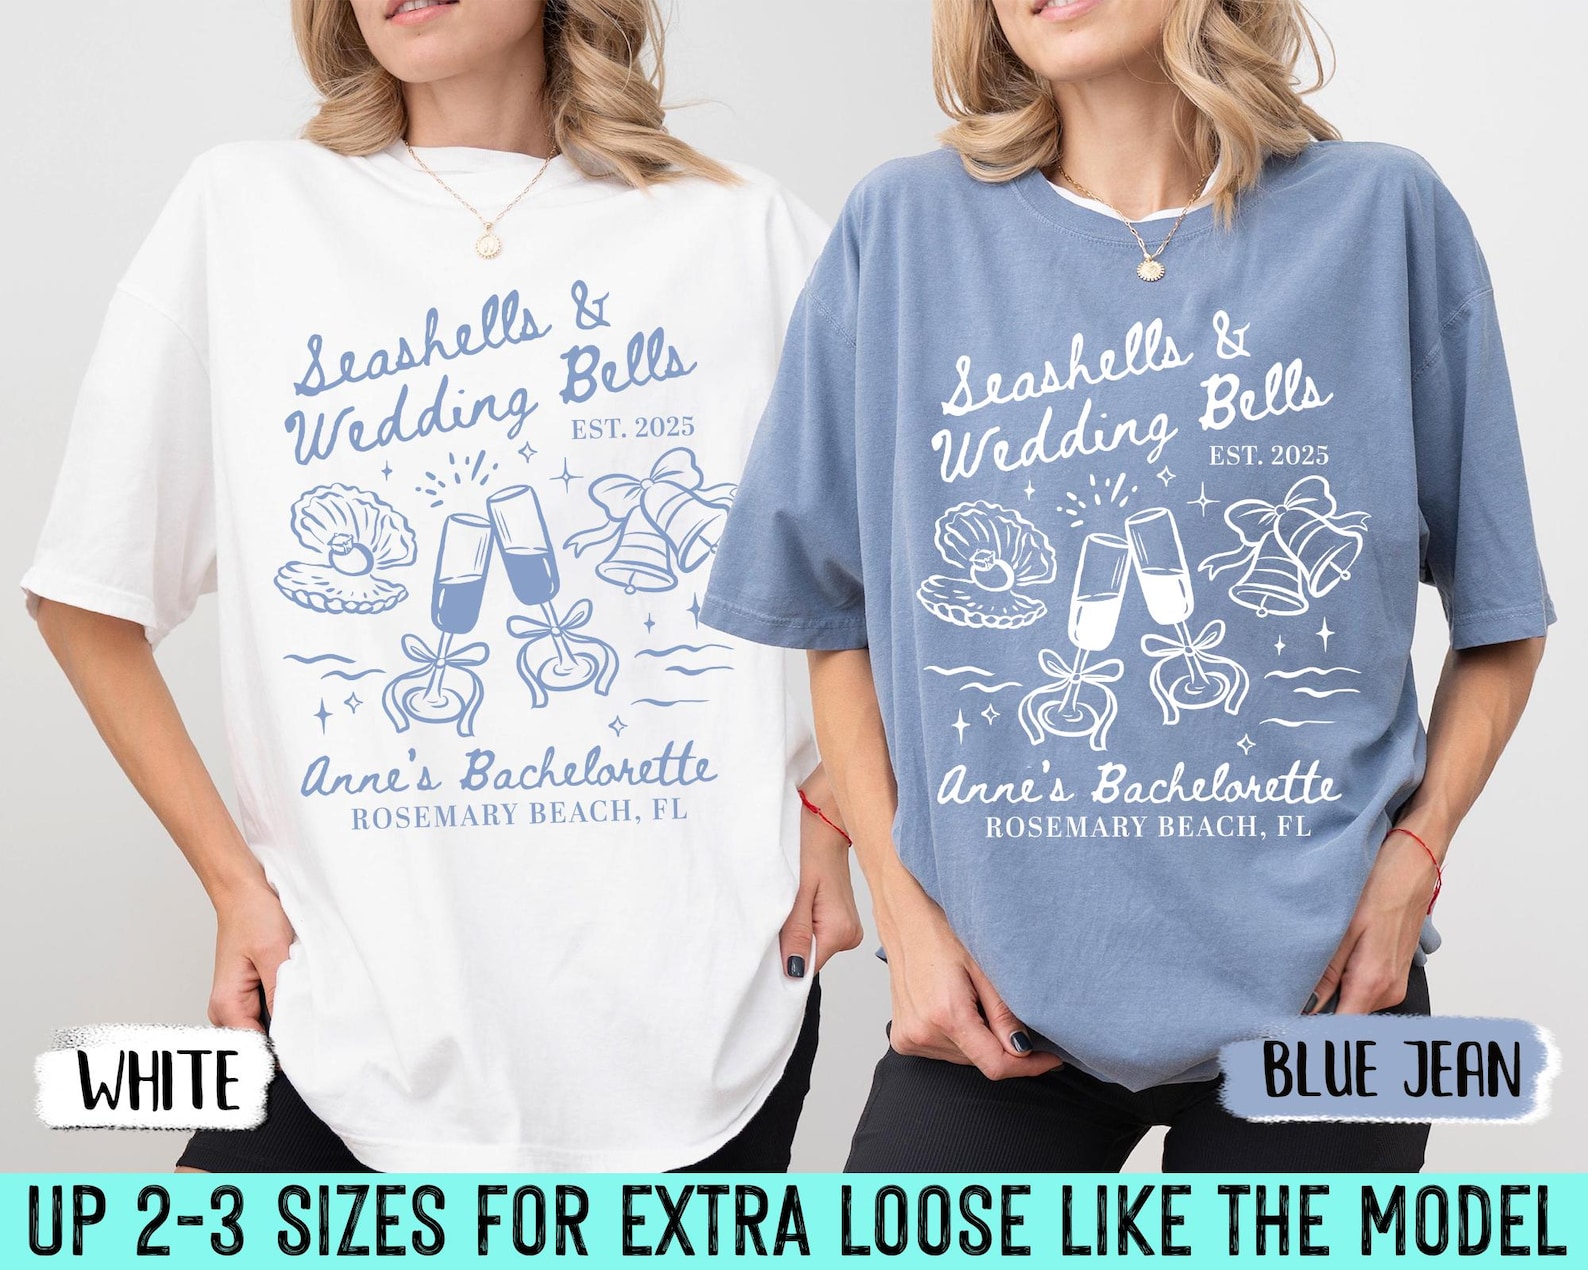 Seashells &
Wedding Bells
EST. 2025
Anne's Bachelorette
ROSEMARY BEACH, FL
Seashells &
Wedding Bells
EST. 2025
Anne's Bachelorette
ROSEMARY BEACH, FL
WHITE
BLUE JEAN
UP 2-3 SIZES FOR EXTRA LOOSE LIKE THE MODEL